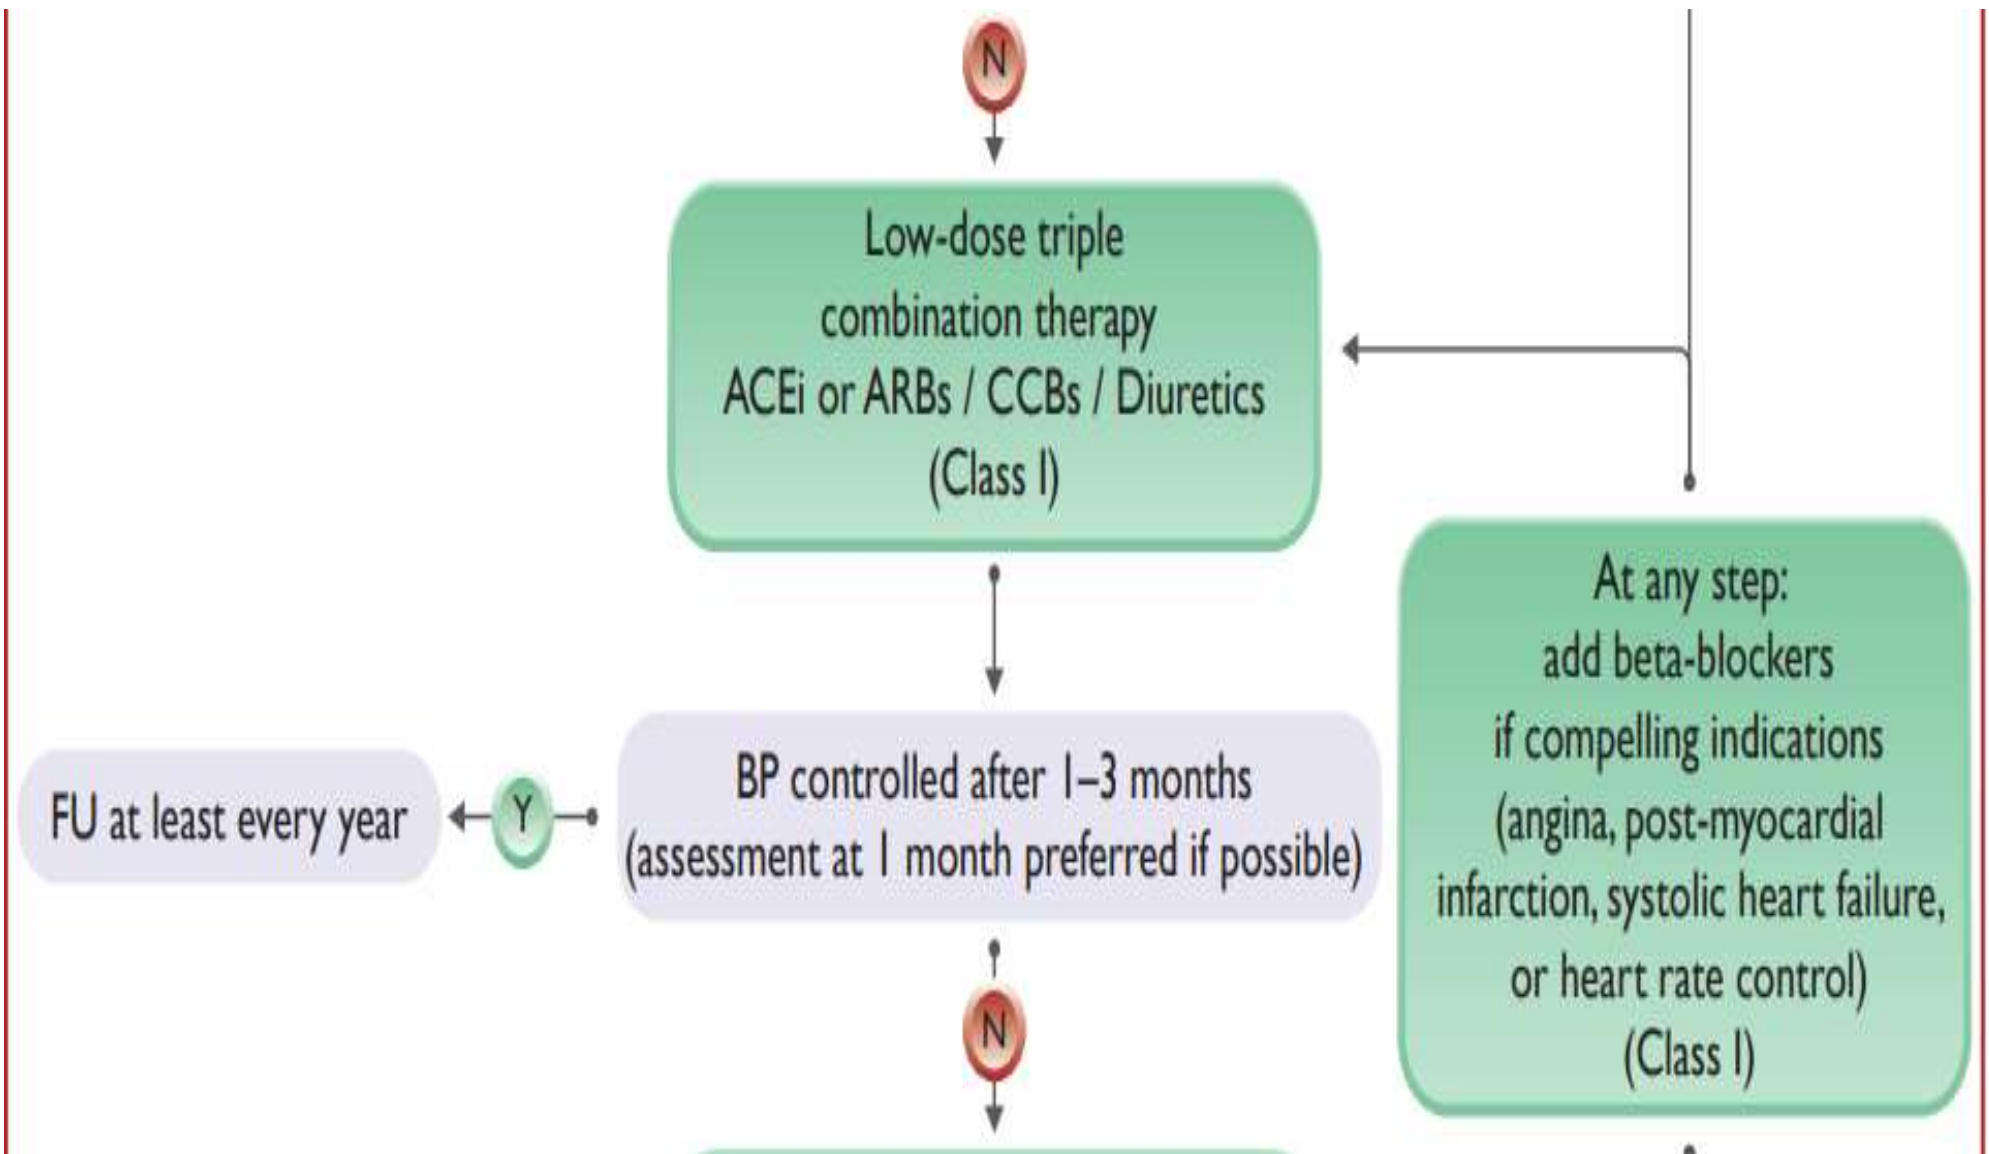 N
Low-dose triple
combination therapy
ACEi or ARBs / CCBs / Diuretics
(Class I)
At any step:
add beta-blockers
if compelling indications
(angina, post-myocardial
infarction, systolic heart failure,
or heart rate control)
(Class I)
BP controlled after 1–3 months
(assessment at 1 month preferred if possible)
Y
FU at least every year
N